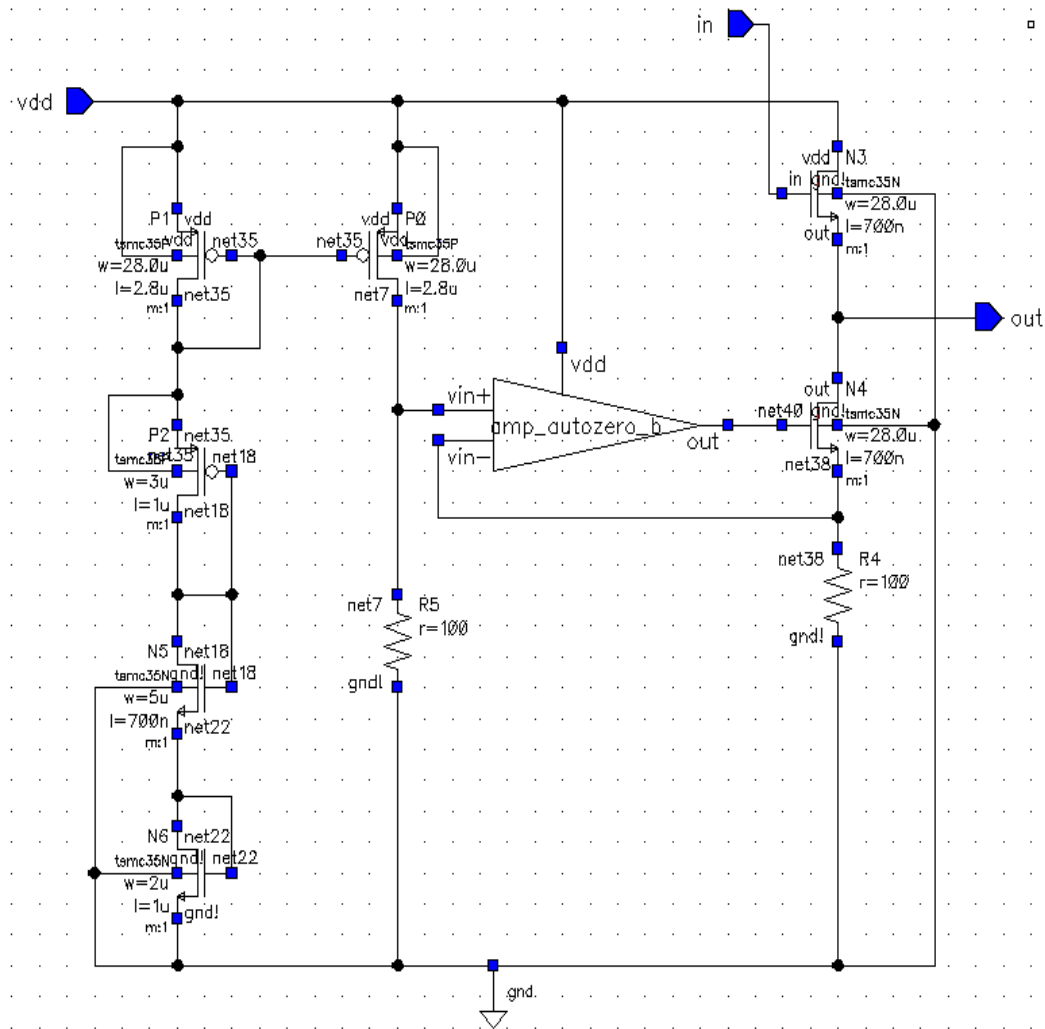 in
vdd
vdd
N3
in
gnd!
tsmc35N
w=28.0u
l=700n
out
m:1
P1
vdd
vdd
net35
tsmc35P
w=28.0u
l=2.8u
net35
m:1
vdd
P0
net35
vdd
tsmc35P
w=28.0u
l=2.8u
net7
m:1
out
vdd
vin+
amp_autozero_b
vin-
out
out
N4
net40
gnd!
tsmc35N
w=28.0u
l=700n
net38
m:1
P2
net35
net35
net18
tsmc35P
w=3u
l=1u
net18
m:1
net38
R4
r=100
gnd!
net7
R5
r=100
gnd!
N5
net18
gnd!
net18
tsmc35N
w=5u
l=700n
net22
m:1
N6
net22
gnd!
net22
tsmc35N
w=2u
l=1u
gnd!
m:1
gnd